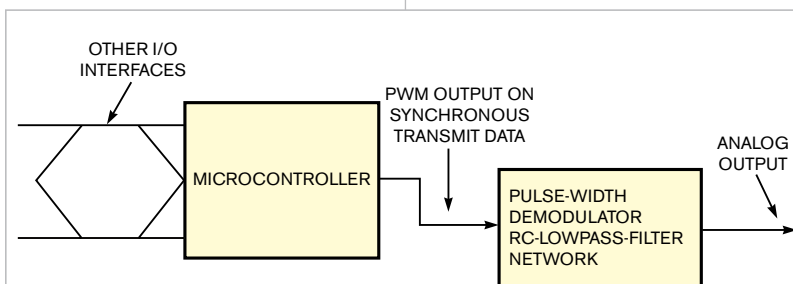 OTHER I/O
INTERFACES
MICROCONTROLLER
PWM OUTPUT ON
SYNCHRONOUS
TRANSMIT DATA
PULSE-WIDTH
DEMODULATOR
RC-LOWPASS-FILTER
NETWORK
ANALOG
OUTPUT